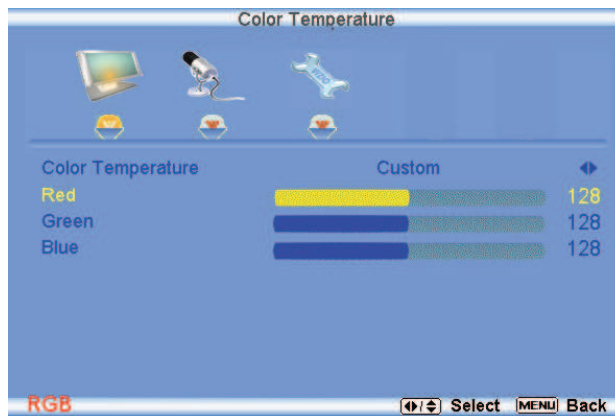 Color Temperature
Color Temperature Custom
Red 128
Green 128
Blue 128
RGB Select MENU Back